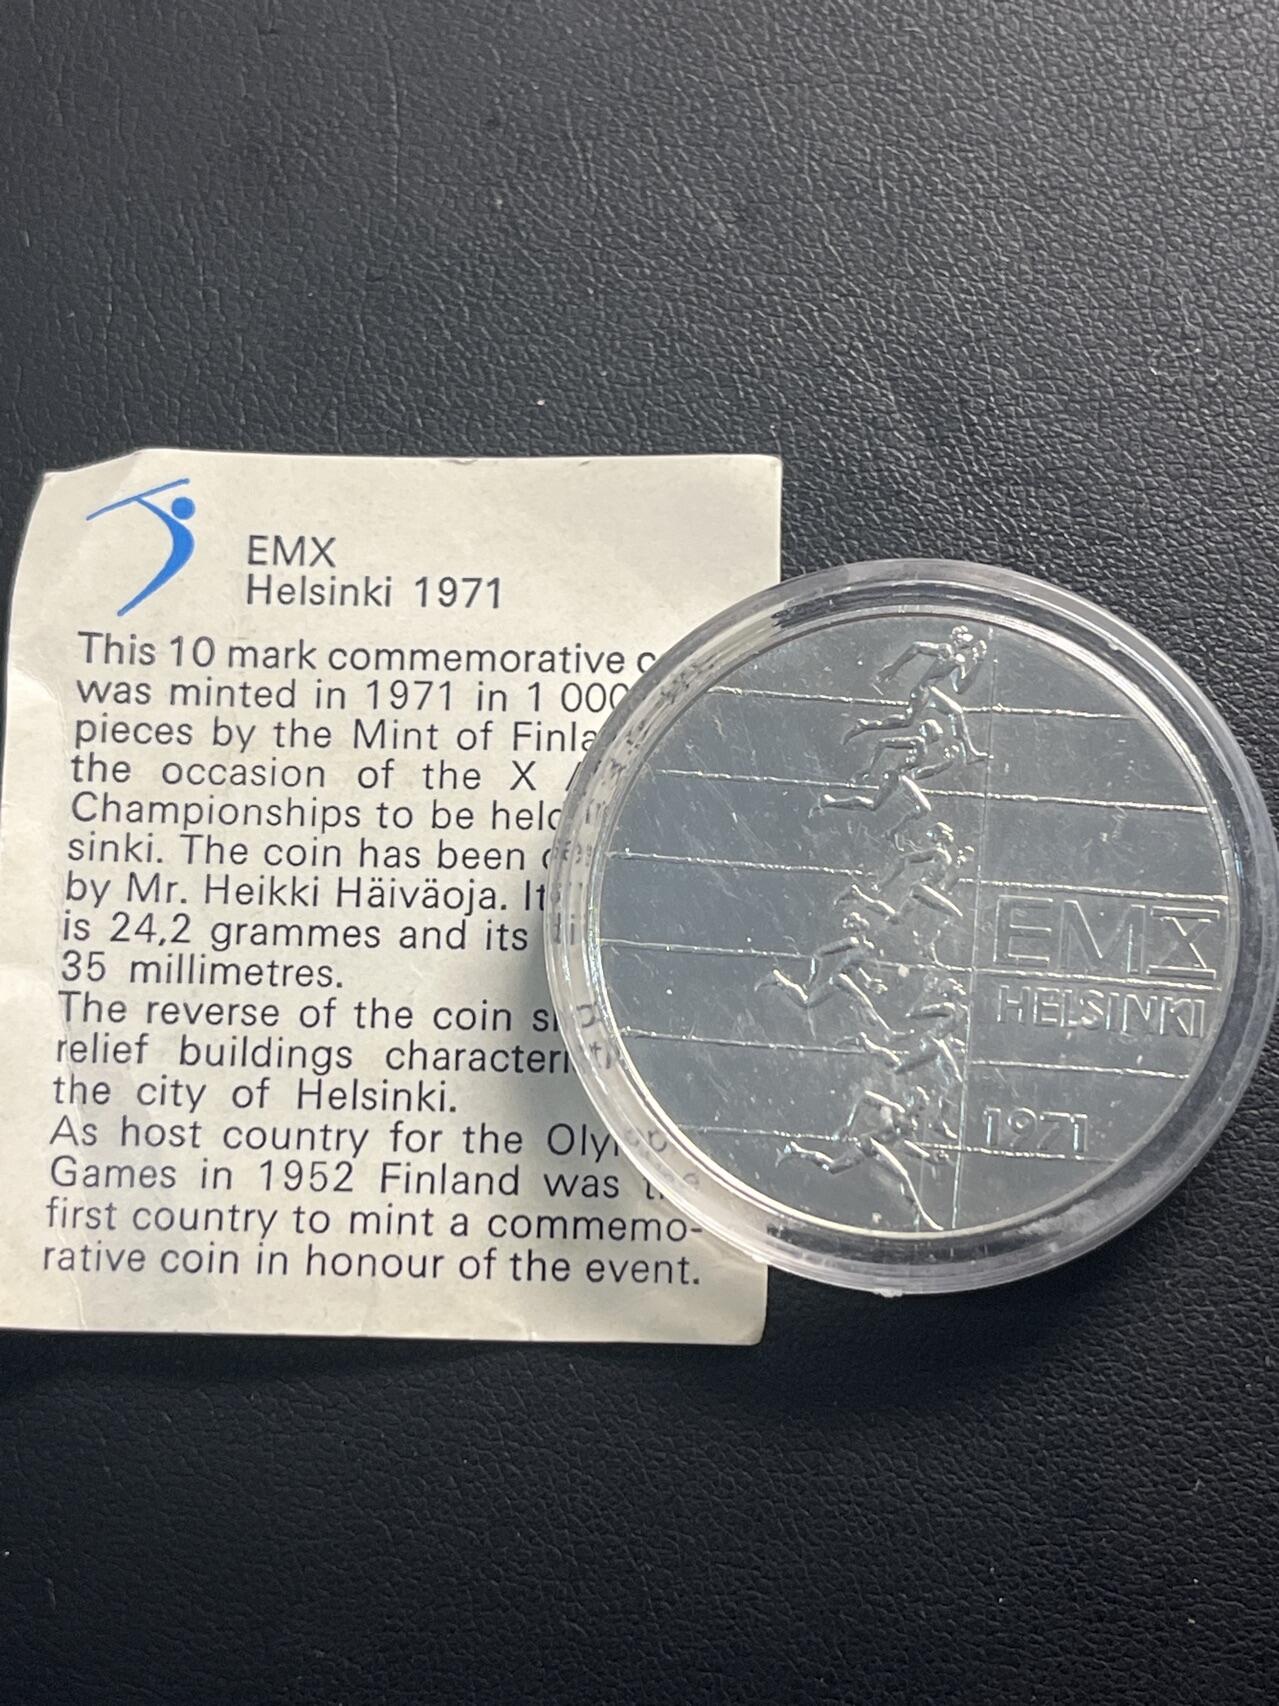 EMX
Helsinki 1971
This 10 mark commemorative
was minted in 1971 in 1 000
pieces by the Mint of
the occasion of the X
Championships to be held
sinki. The coin has been
by Mr. Heikki Häiväoja.
is 24,2 grammes and its
35 millimetres.
The reverse of the coin
relief buildings
the city of Helsinki.
As host country for the
Games in 1952 Finland was
first country to mint a commemo-
rative coin in honour of the event.
EMX
HELSINKI
1971